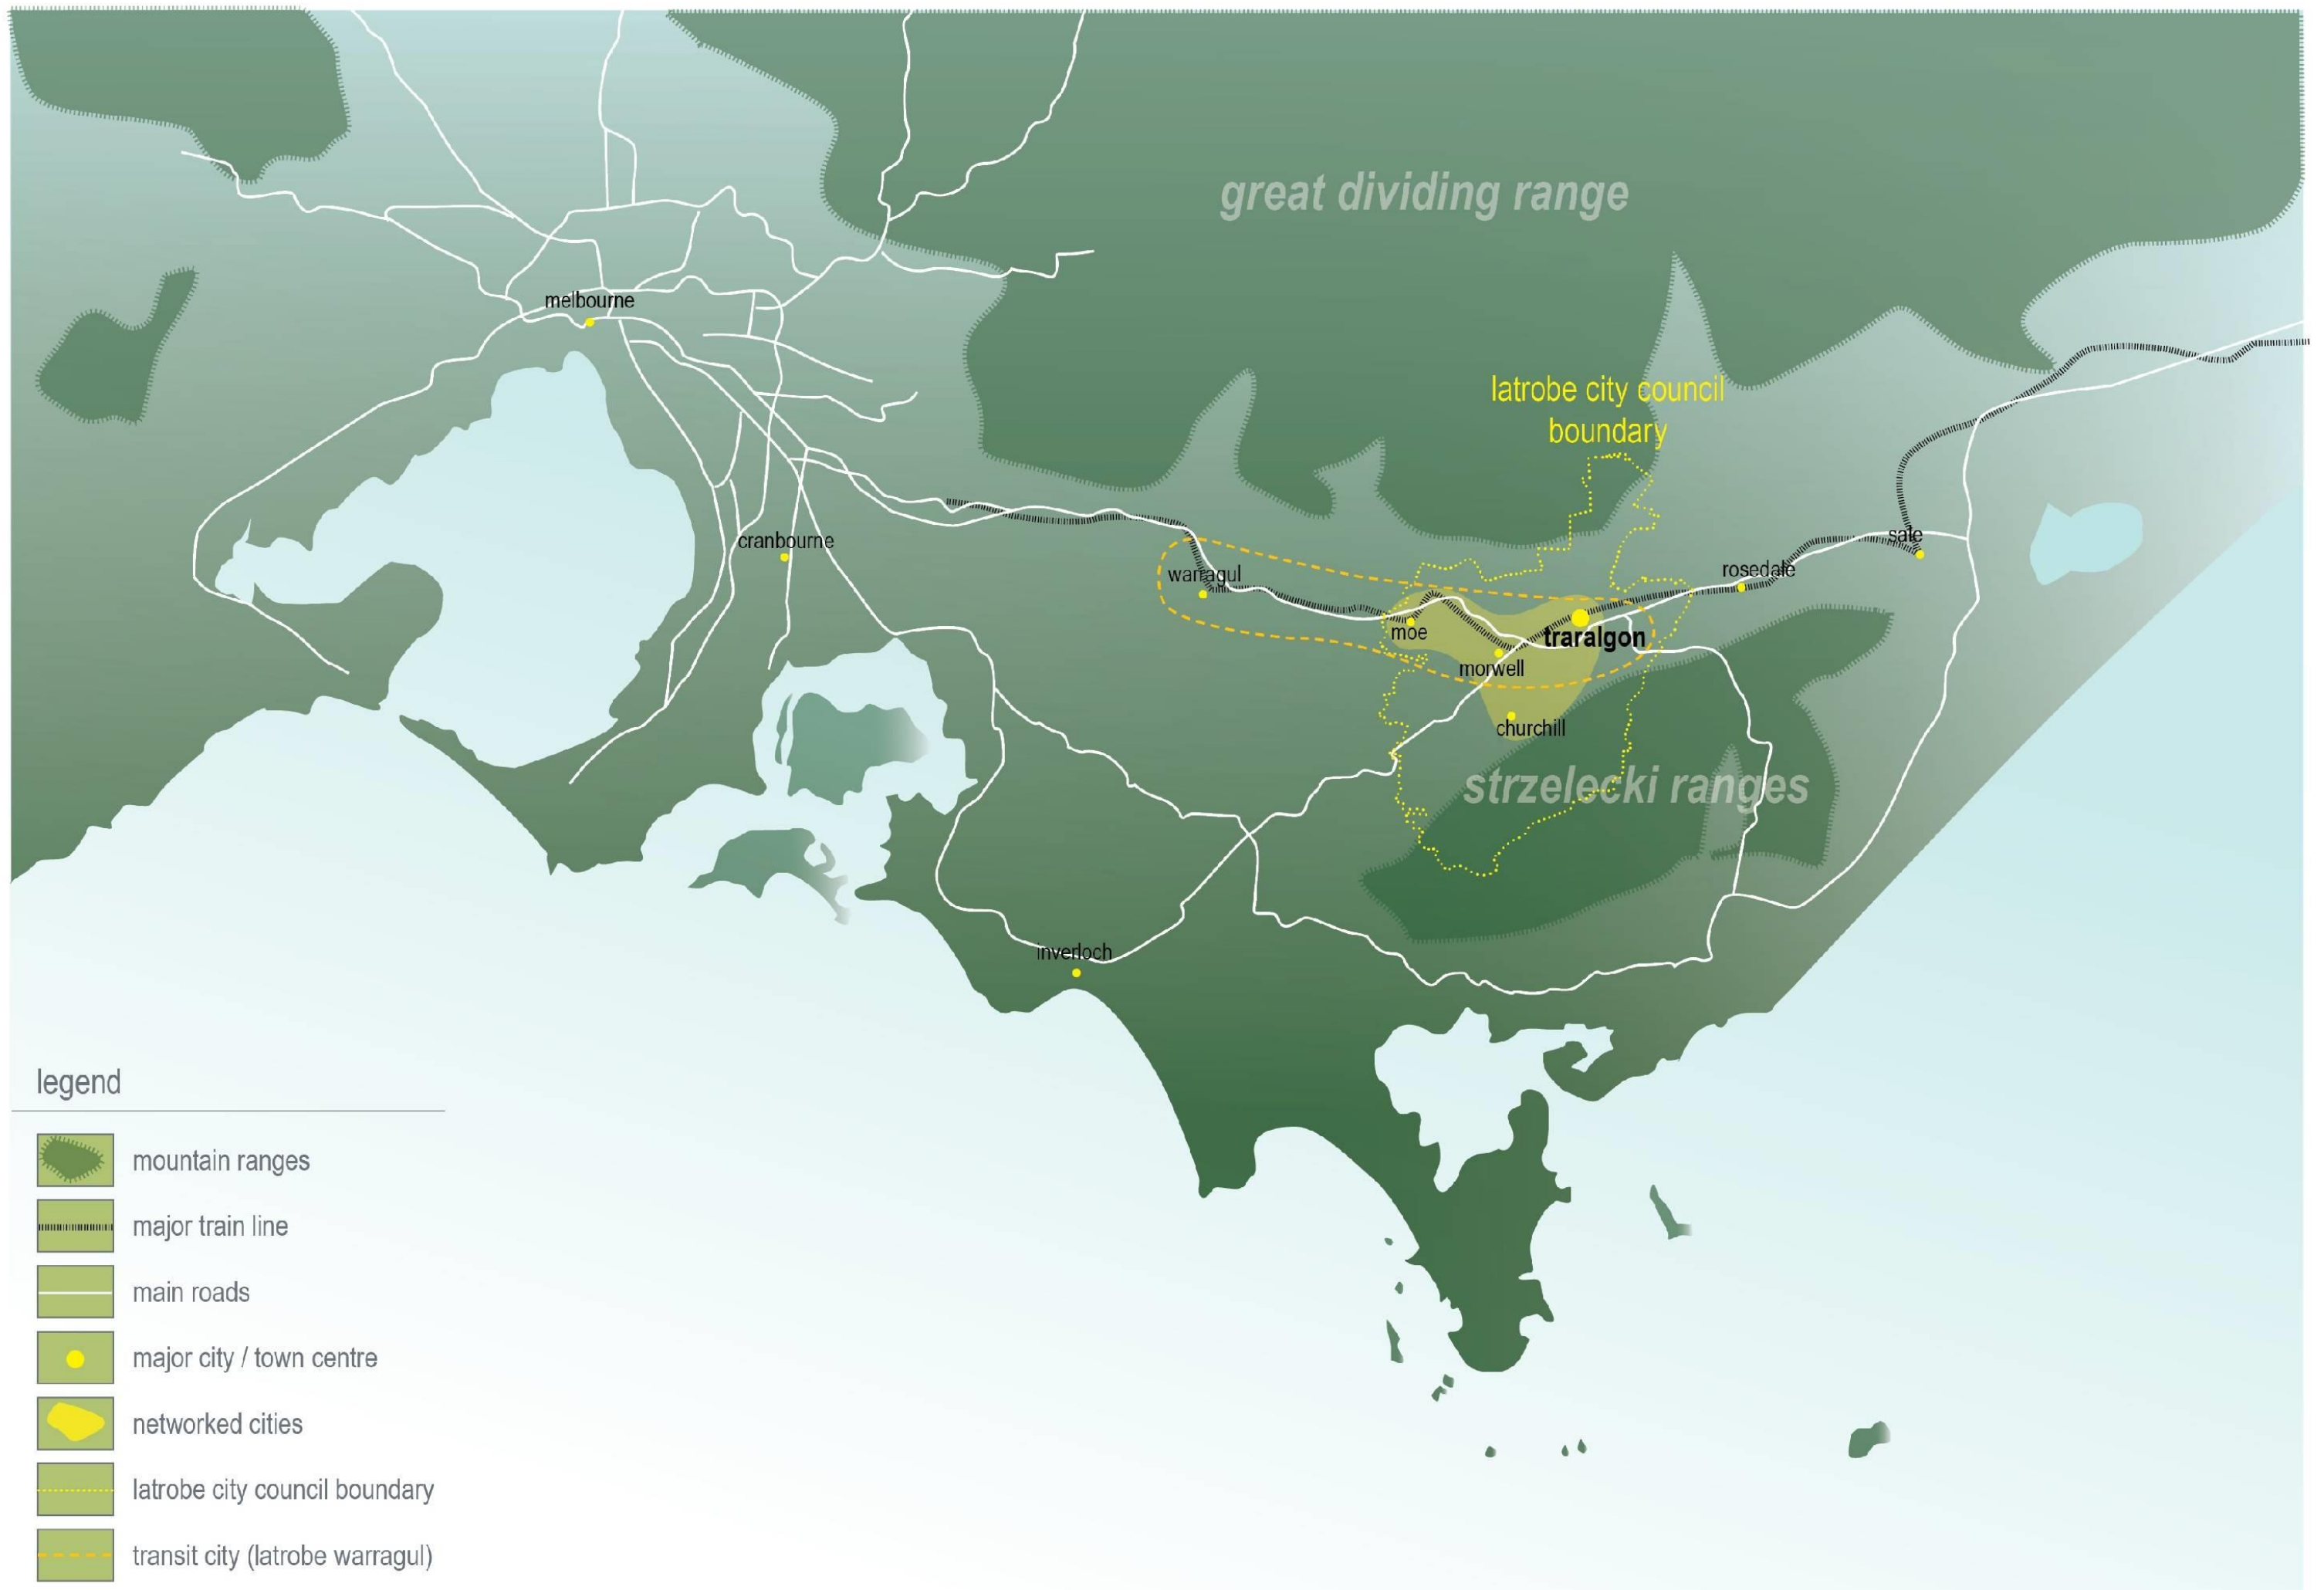 great dividing range
melbourne
latrobe city council
boundary
cranbourne
sale
rosedale
warragul
moe
traralgon
morwell
churchill
strzelecki ranges
inverloch
legend
mountain ranges
major train line
main roads
major city / town centre
networked cities
latrobe city council boundary
transit city (latrobe warragul)